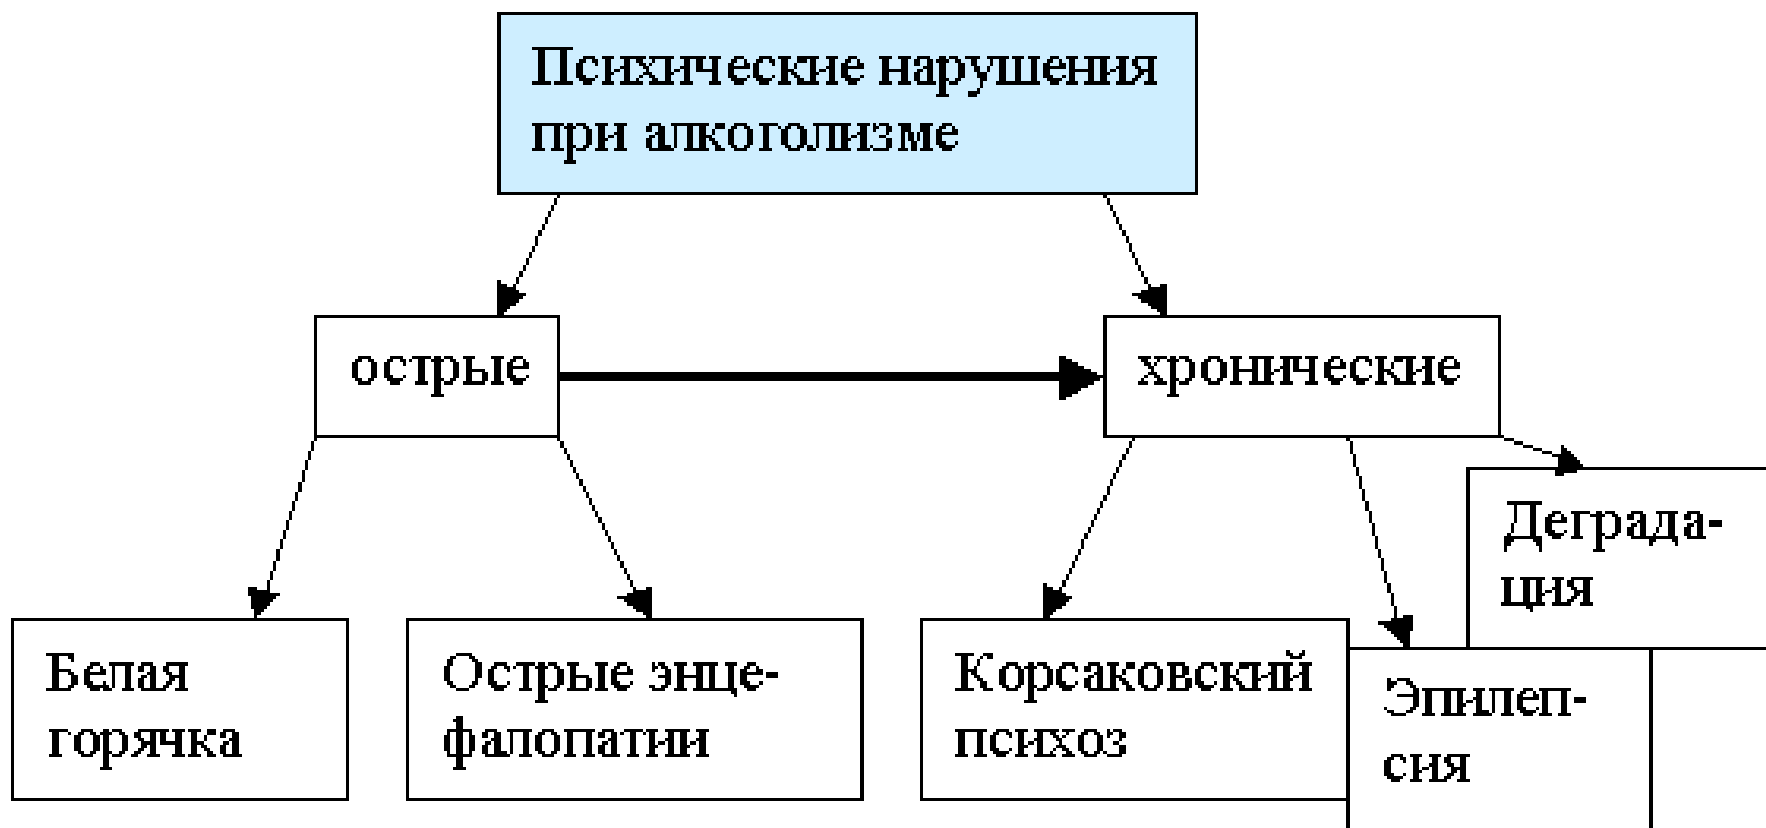 Психические нарушения
при алкоголизме
острые
хронические
Белая
горячка
Острые энце-
фалопатии
Корсаковский
психоз
Эпилеп-
сия
Деграда-
ция